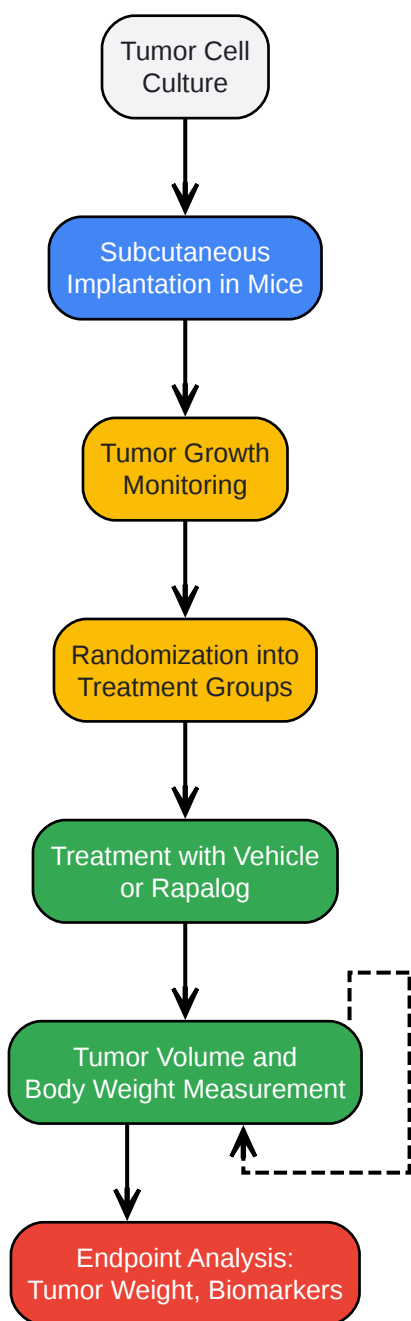 Tumor Cell
Culture
Subcutaneous
Implantation in Mice
Tumor Growth
Monitoring
Randomization into
Treatment Groups
Treatment with Vehicle
or Rapalog
Tumor Volume and
Body Weight Measurement
Endpoint Analysis:
Tumor Weight, Biomarkers